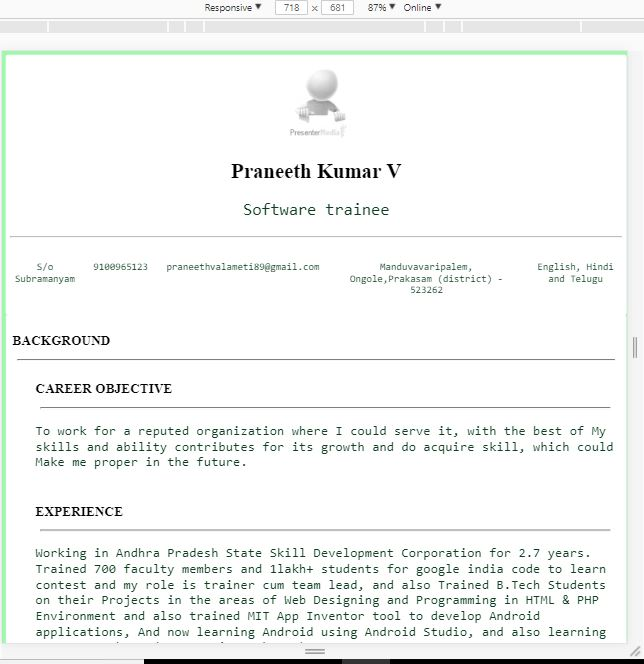 Responsive ▼ 718 x 681 87% ▼ Online ▼
PresenterMedia
Praneeth Kumar V
Software trainee
S/o Subramanyam
9100965123
praneethvalameti89@gmail.com
Manduvavaripalem,
Ongole,Prakasam (district) -
523262
English, Hindi
and Telugu
BACKGROUND
CAREER OBJECTIVE
To work for a reputed organization where I could serve it, with the best of My
skills and ability contributes for its growth and do acquire skill, which could
Make me proper in the future.
EXPERIENCE
Working in Andhra Pradesh State Skill Development Corporation for 2.7 years.
Trained 700 faculty members and 1lakh+ students for google india code to learn
contest and my role is trainer cum team lead, and also Trained B.Tech Students
on their Projects in the areas of Web Designing and Programming in HTML & PHP
Environment and also trained MIT App Inventor tool to develop Android
applications, And now learning Android using Android Studio, and also learning